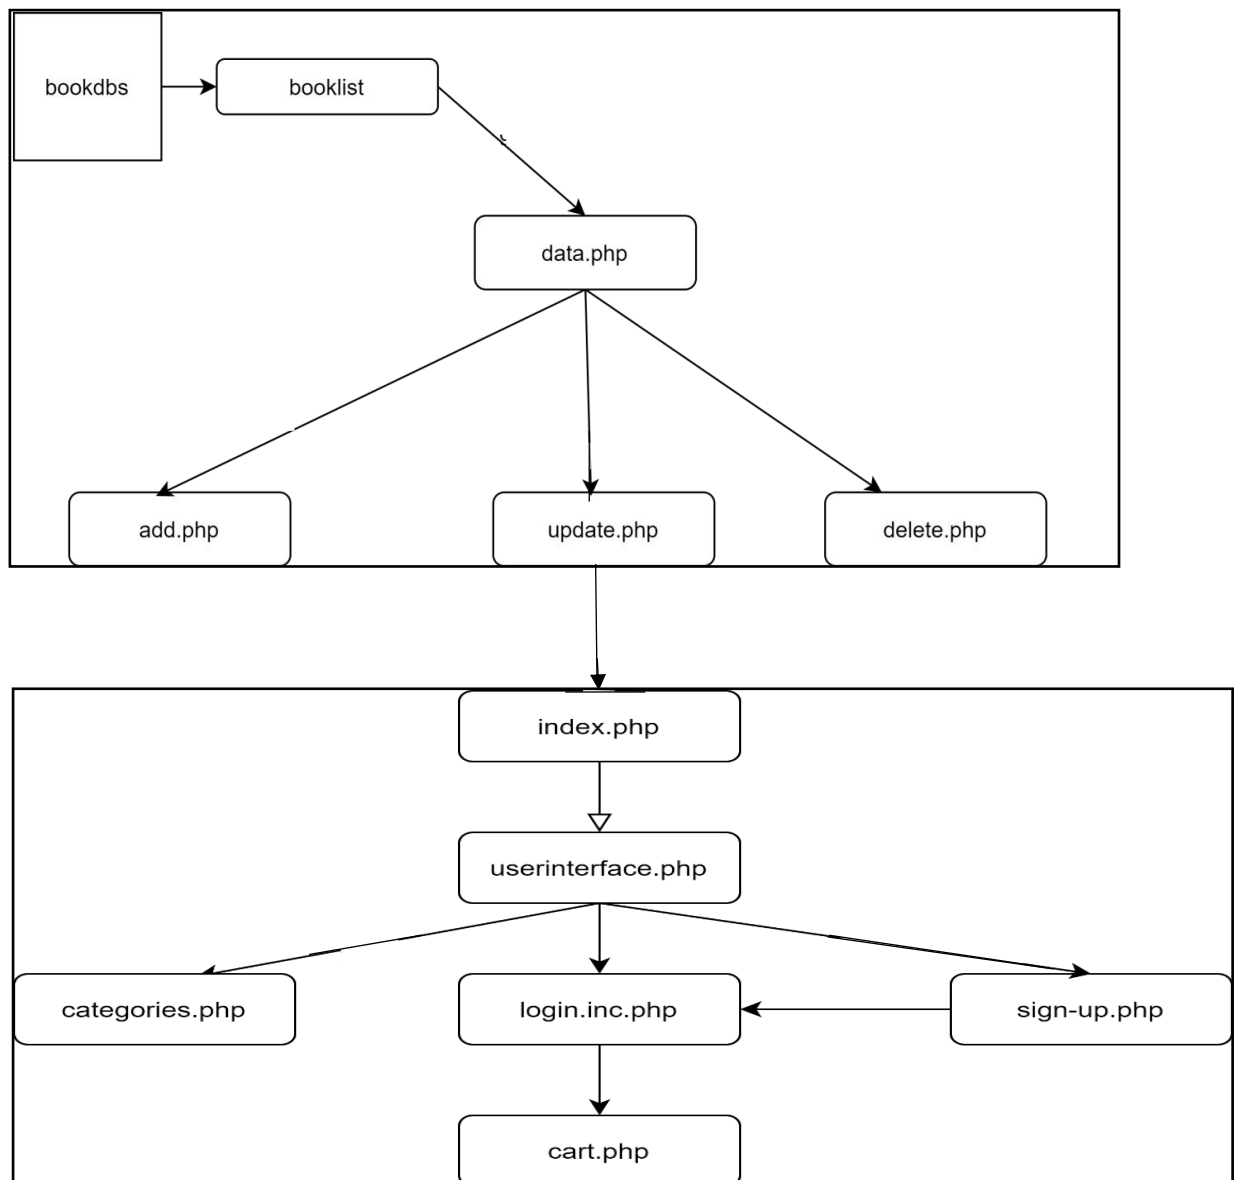 bookdbs
booklist
data.php
add.php
update.php
delete.php
index.php
userinterface.php
categories.php
login.inc.php
sign-up.php
cart.php